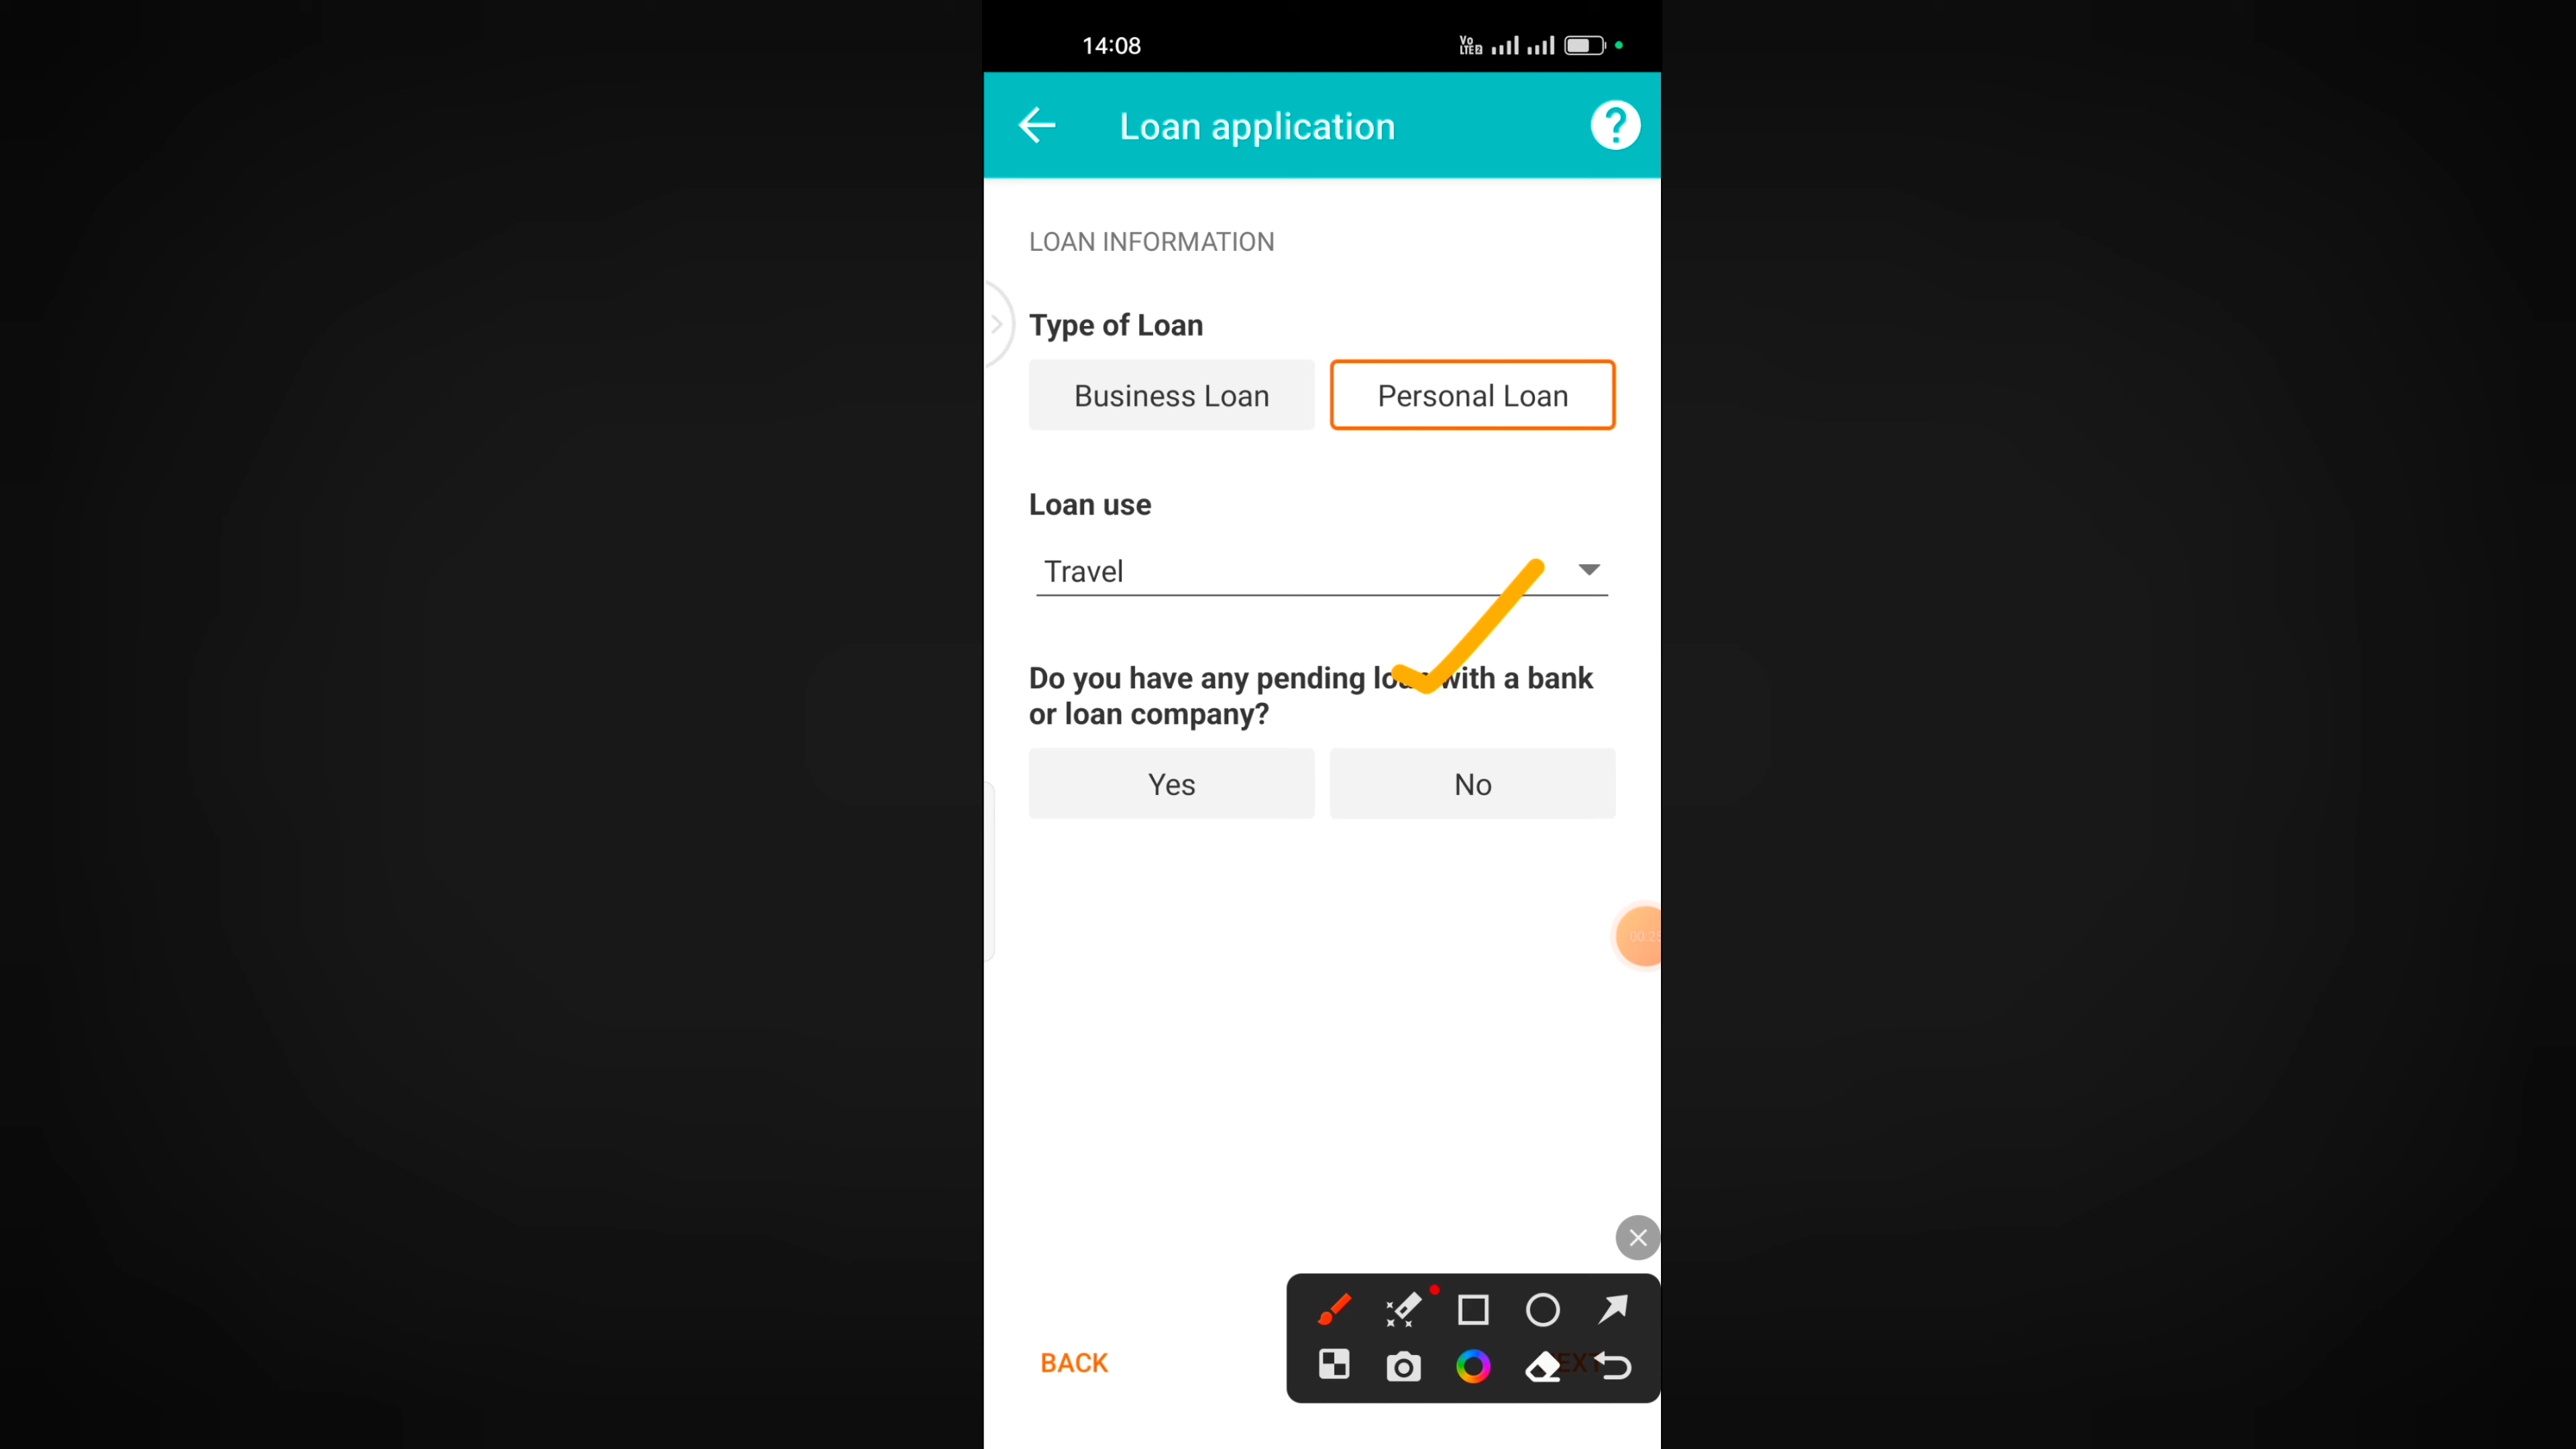 14:08
Loan application
LOAN INFORMATION
Type of Loan
Business Loan Personal Loan
Loan use
Travel
Do you have any pending loan with a bank
or loan company?
Yes No
BACK